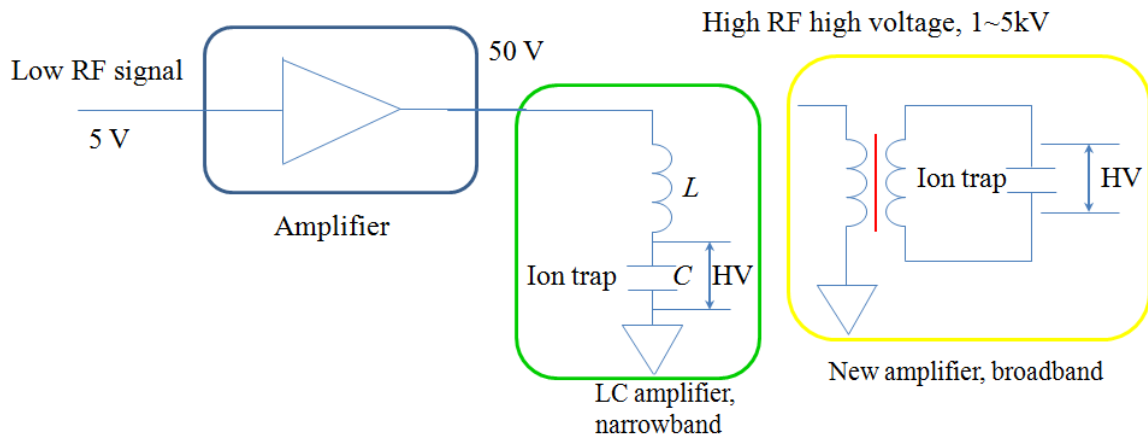 High RF high voltage, 1~5kV
50 V
Low RF signal
5 V
Amplifier
L
Ion trap
C
HV
LC amplifier,
narrowband
Ion trap
HV
New amplifier, broadband